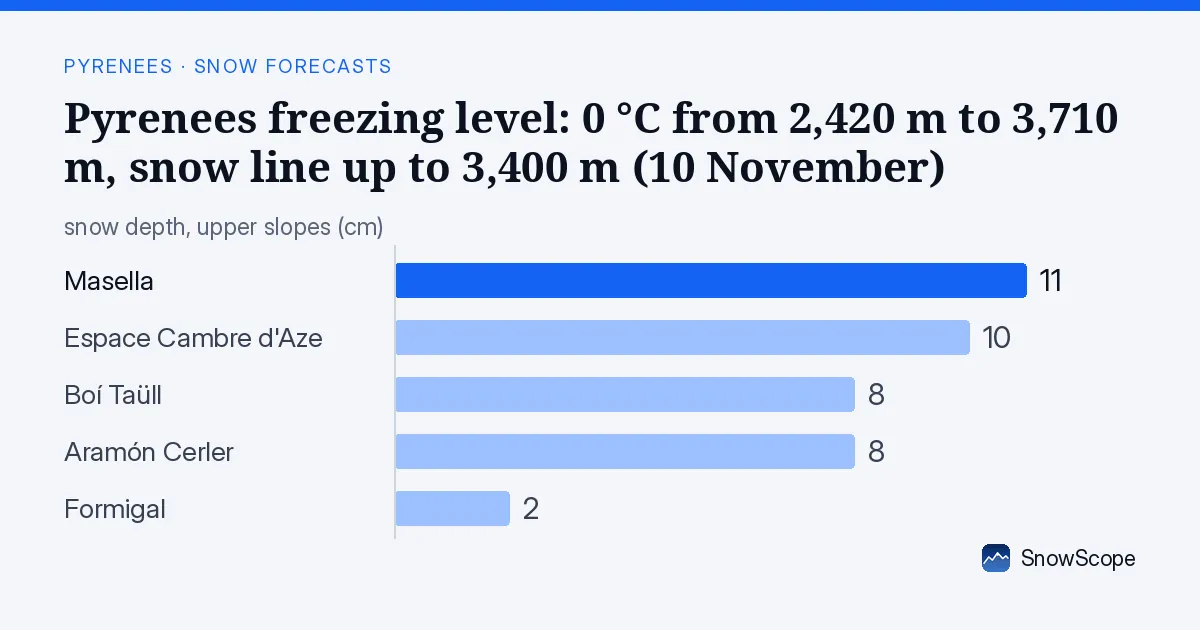 PYRENEES · SNOW FORECASTS
Pyrenees freezing level: 0 °C from 2,420 m to 3,710
m, snow line up to 3,400 m (10 November)
snow depth, upper slopes (cm)
Masella 11
Espace Cambre d'Aze 10
Boí Taüll 8
Aramón Cerler 8
Formigal 2
SnowScope